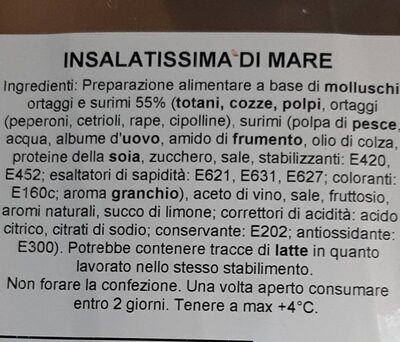 INSALATISSIMA DI MARE
Ingredienti: Preparazione alimentare a base di molluschi
ortaggi e surimi 55% (totani, cozze, polpi, ortaggi
(peperoni, cetrioli, rape, cipolline), surimi (polpa di pesce,
acqua, albume d'uovo, amido di frumento, olio di colza,
proteine della soia, zucchero, sale, stabilizzanti: E420,
E452; esaltatori di sapidità: E621, E631, E627; coloranti:
E160c; aroma granchio), aceto di vino, sale, fruttosio,
aromi naturali, succo di limone; correttori di acidità: acido
citrico, citrati di sodio; conservante: E202; antiossidante:
E300). Potrebbe contenere tracce di latte in quanto
lavorato nello stesso stabilimento.
Non forare la confezione. Una volta aperto consumare
entro 2 giorni. Tenere a max +4°C.